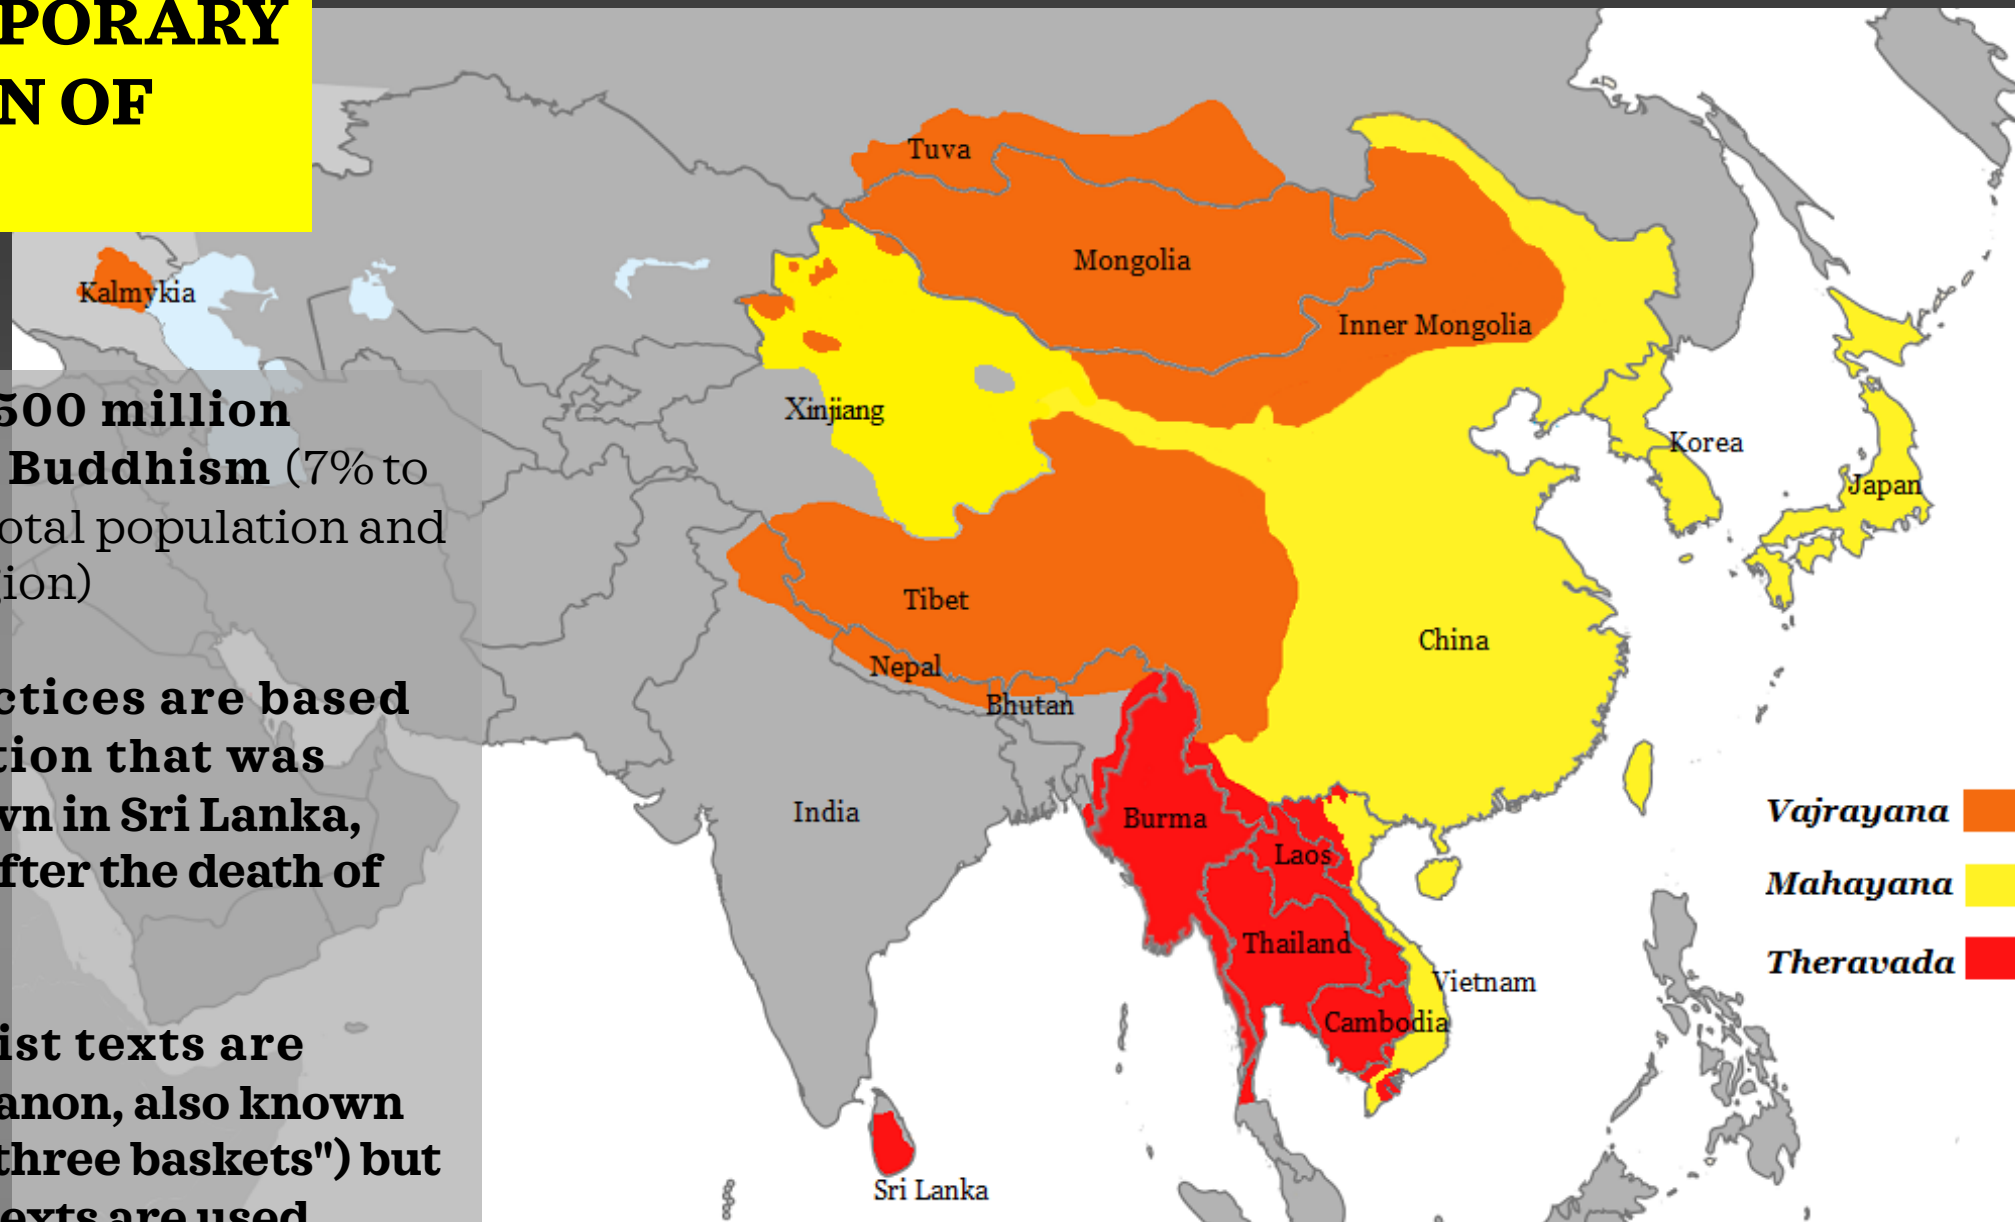 PORARY
N OF
500 million
Buddhism (7% to
otal population and
ion)
ctices are based
tion that was
wn in Sri Lanka,
fter the death of
ist texts are
anon, also known
three baskets") but
exts are used
Tuva
Kalmykia
Mongolia
Inner Mongolia
Xinjiang
Korea
Japan
Tibet
China
Nepal
Bhutan
India
Burma
Laos
Thailand
Vietnam
Cambodia
Sri Lanka
Vajrayana
Mahayana
Theravada